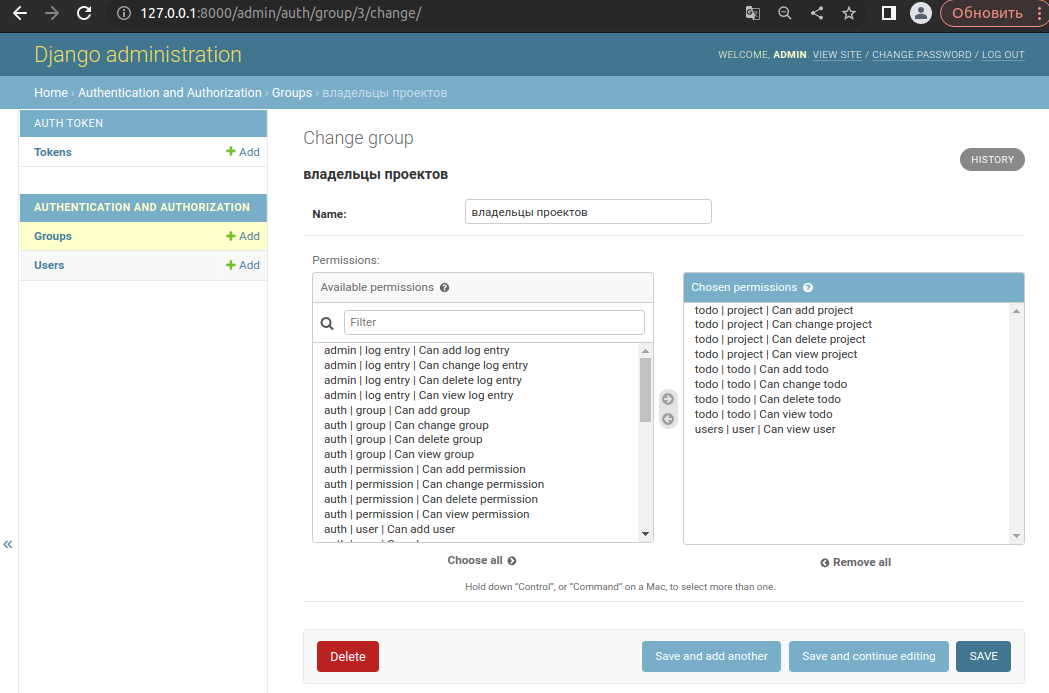 127.0.0.1:8000/admin/auth/group/3/change/
Обновить
Django administration
WELCOME, ADMIN. VIEW SITE / CHANGE PASSWORD / LOG OUT
Home › Authentication and Authorization › Groups › владельцы проектов
AUTH TOKEN
Tokens
Add
AUTHENTICATION AND AUTHORIZATION
Groups
Add
Users
Add
«
Change group
HISTORY
владельцы проектов
Name:
владельцы проектов
Permissions:
Available permissions
Filter
admin | log entry | Can add log entry
admin | log entry | Can change log entry
admin | log entry | Can delete log entry
admin | log entry | Can view log entry
auth | group | Can add group
auth | group | Can change group
auth | group | Can delete group
auth | group | Can view group
auth | permission | Can add permission
auth | permission | Can change permission
auth | permission | Can delete permission
auth | permission | Can view permission
auth | user | Can add user
Choose all
Chosen permissions
todo | project | Can add project
todo | project | Can change project
todo | project | Can delete project
todo | project | Can view project
todo | todo | Can add todo
todo | todo | Can change todo
todo | todo | Can delete todo
todo | todo | Can view todo
users | user | Can view user
Remove all
Hold down “Control”, or “Command” on a Mac, to select more than one.
Delete
Save and add another
Save and continue editing
SAVE